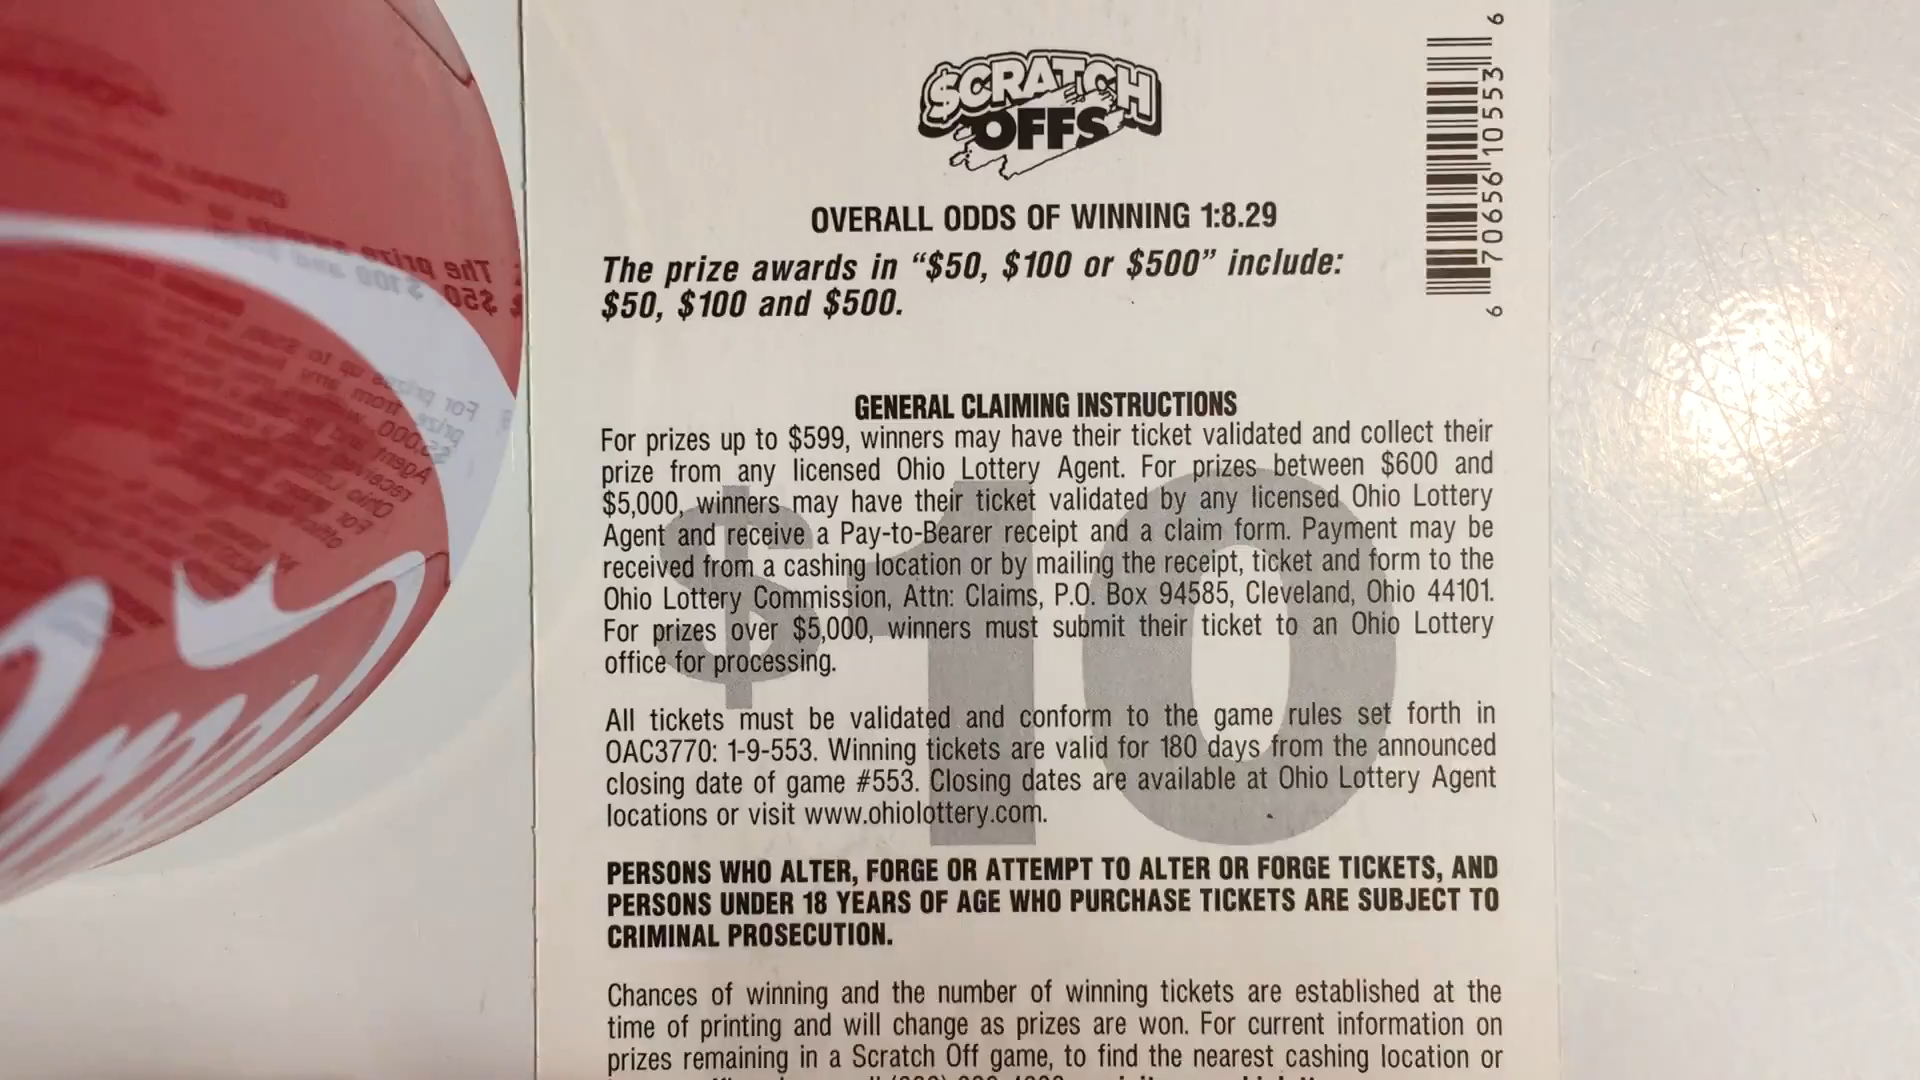 $CRATCH
OFFS
6 70656 10553 6
OVERALL ODDS OF WINNING 1:8.29
The prize awards in “$50, $100 or $500” include:
$50, $100 and $500.
GENERAL CLAIMING INSTRUCTIONS
For prizes up to $599, winners may have their ticket validated and collect their
prize from any licensed Ohio Lottery Agent. For prizes between $600 and
$5,000, winners may have their ticket validated by any licensed Ohio Lottery
Agent and receive a Pay-to-Bearer receipt and a claim form. Payment may be
received from a cashing location or by mailing the receipt, ticket and form to the
Ohio Lottery Commission, Attn: Claims, P.O. Box 94585, Cleveland, Ohio 44101.
For prizes over $5,000, winners must submit their ticket to an Ohio Lottery
office for processing.
$10
All tickets must be validated and conform to the game rules set forth in
OAC3770: 1-9-553. Winning tickets are valid for 180 days from the announced
closing date of game #553. Closing dates are available at Ohio Lottery Agent
locations or visit www.ohiolottery.com.
PERSONS WHO ALTER, FORGE OR ATTEMPT TO ALTER OR FORGE TICKETS, AND
PERSONS UNDER 18 YEARS OF AGE WHO PURCHASE TICKETS ARE SUBJECT TO
CRIMINAL PROSECUTION.
Chances of winning and the number of winning tickets are established at the
time of printing and will change as prizes are won. For current information on
prizes remaining in a Scratch Off game, to find the nearest cashing location or